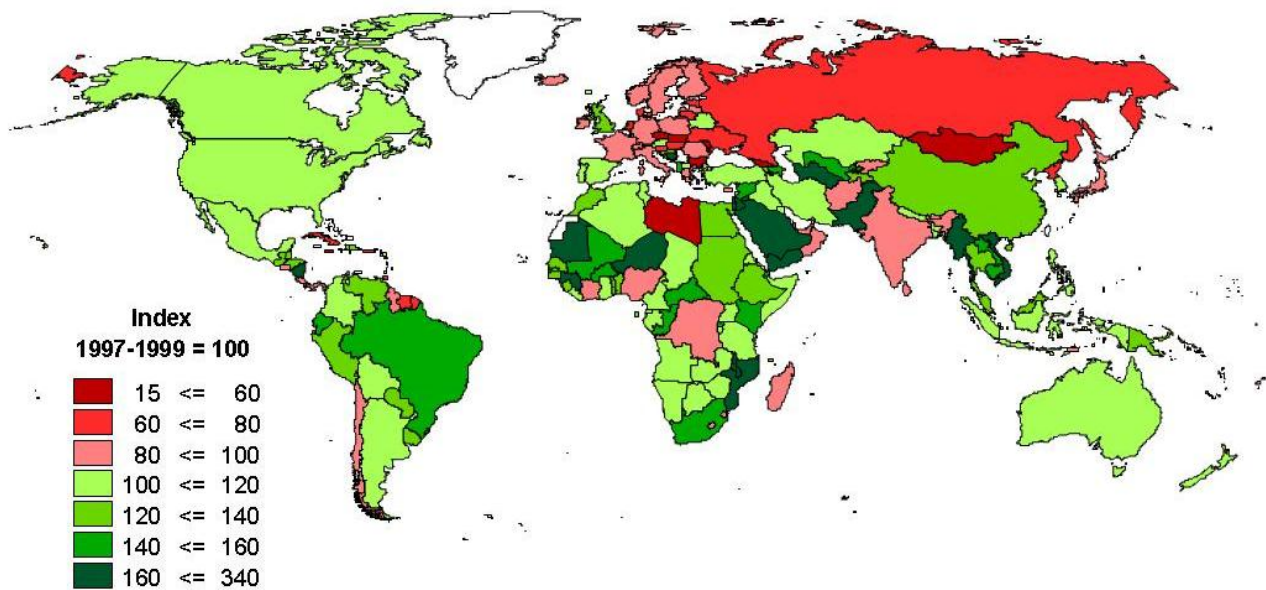 Index
1997-1999 = 100
15 <= 60
60 <= 80
80 <= 100
100 <= 120
120 <= 140
140 <= 160
160 <= 340